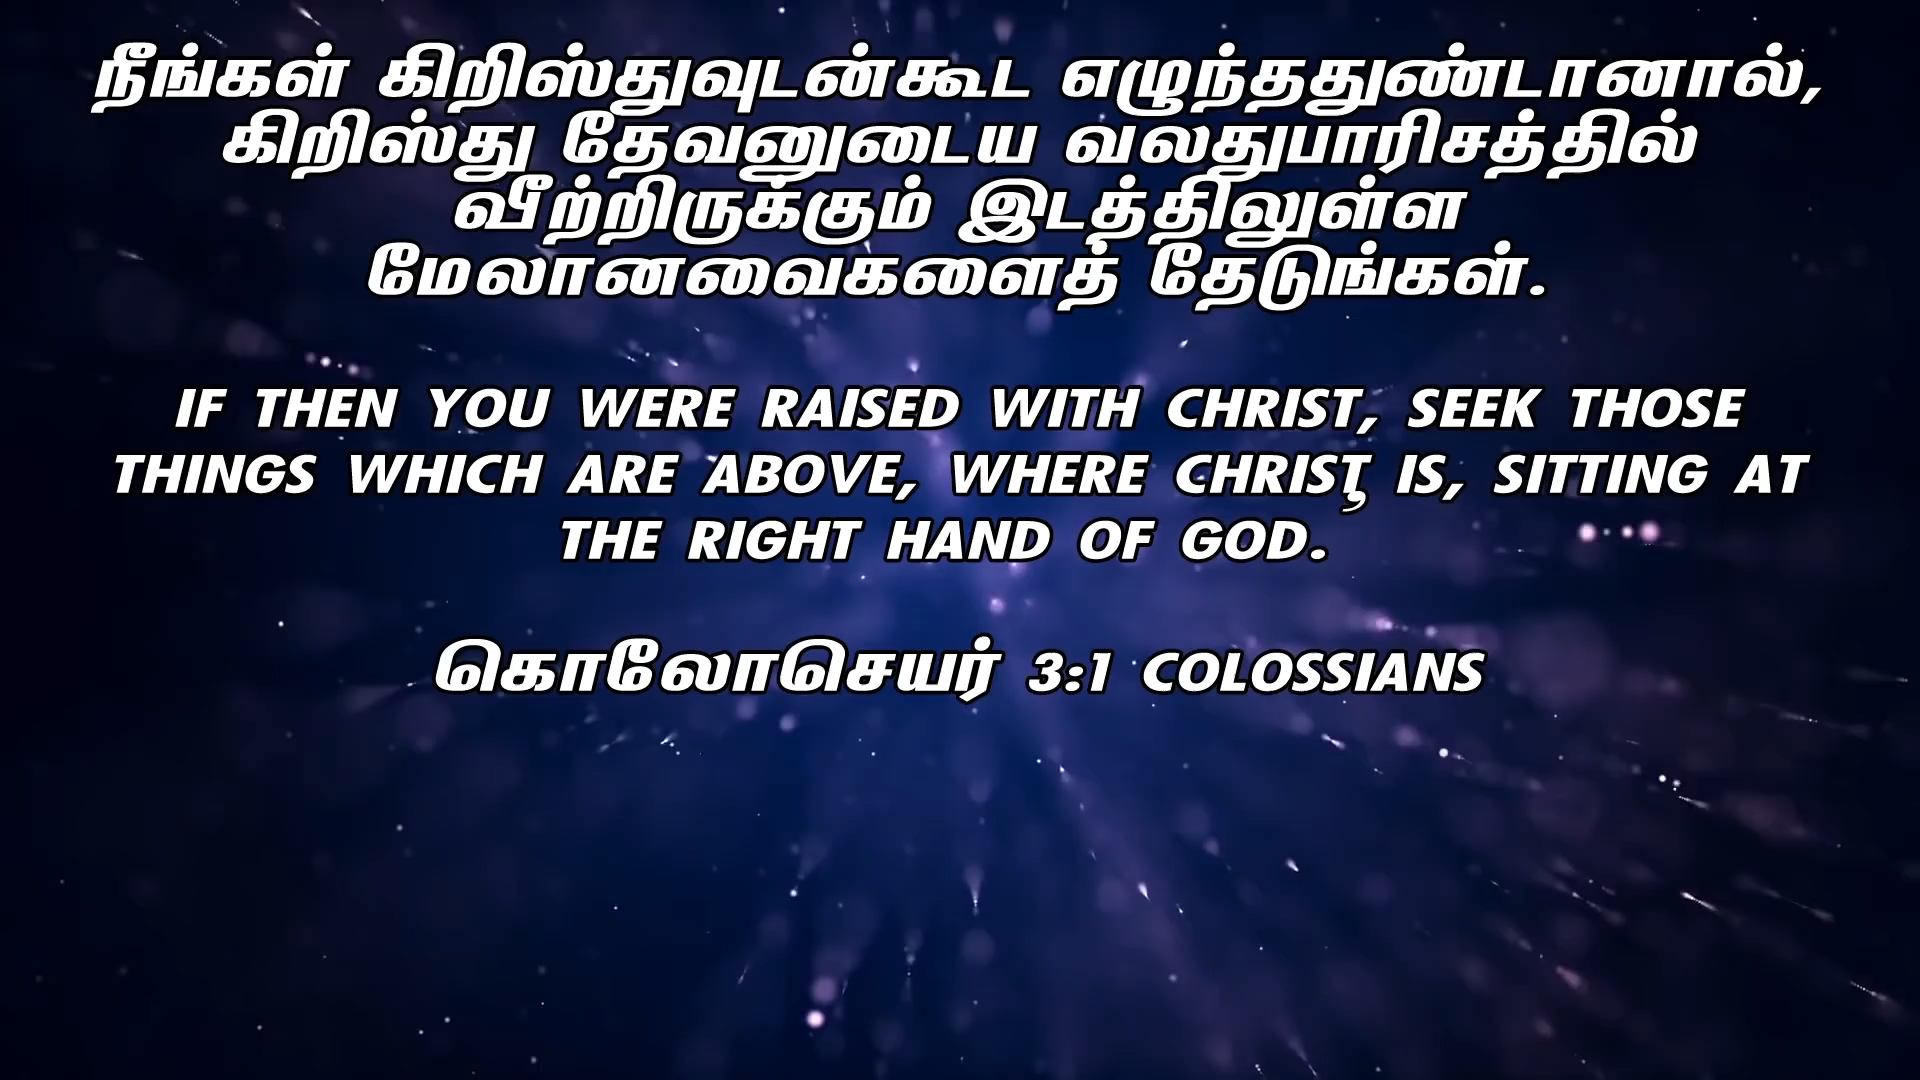 நீங்கள் கிறிஸ்துவுடன்கூட எழுந்ததுண்டானால்,
கிறிஸ்து தேவனுடைய வலதுபாரிசத்தில்
வீற்றிருக்கும் இடத்திலுள்ள
மேலானவைகளைத் தேடுங்கள்.
IF THEN YOU WERE RAISED WITH CHRIST, SEEK THOSE
THINGS WHICH ARE ABOVE, WHERE CHRIST, IS, SITTING AT
THE RIGHT HAND OF GOD.
கொலோசெயர் 3:1 COLOSSIANS